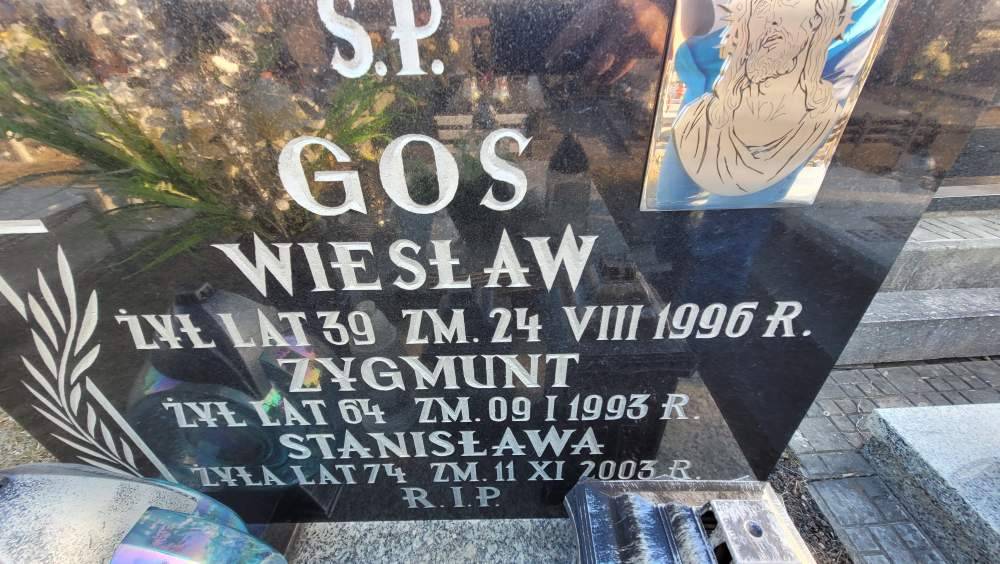 Ś.P.
GOS
WIESŁAW
ŻYŁ LAT 39 ZM. 24 VIII 1996 R.
ZYGMUNT
ŻYŁ LAT 64 ZM. 09 I 1993 R.
STANISŁAWA
ŻYŁA LAT 74 ZM. 11 XI 2003 R.
R.I.P.